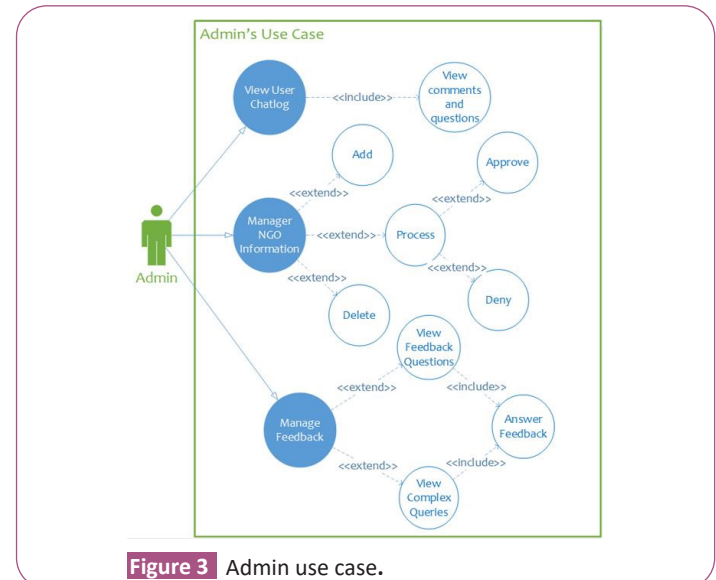 Admin's Use Case
View User
Chatlog
<<include>>
View
comments
and
questions
Add
<<extend>>
Approve
<<extend>>
Manager
NGO
Information
<<extend>>
Process
<<extend>>
<<extend>>
Deny
Delete
Admin
View
Feedback
Questions
<<extend>>
<<include>>
Manage
Feedback
Answer
Feedback
<<extend>>
<<include>>
View
Complex
Queries
Figure 3 Admin use case.